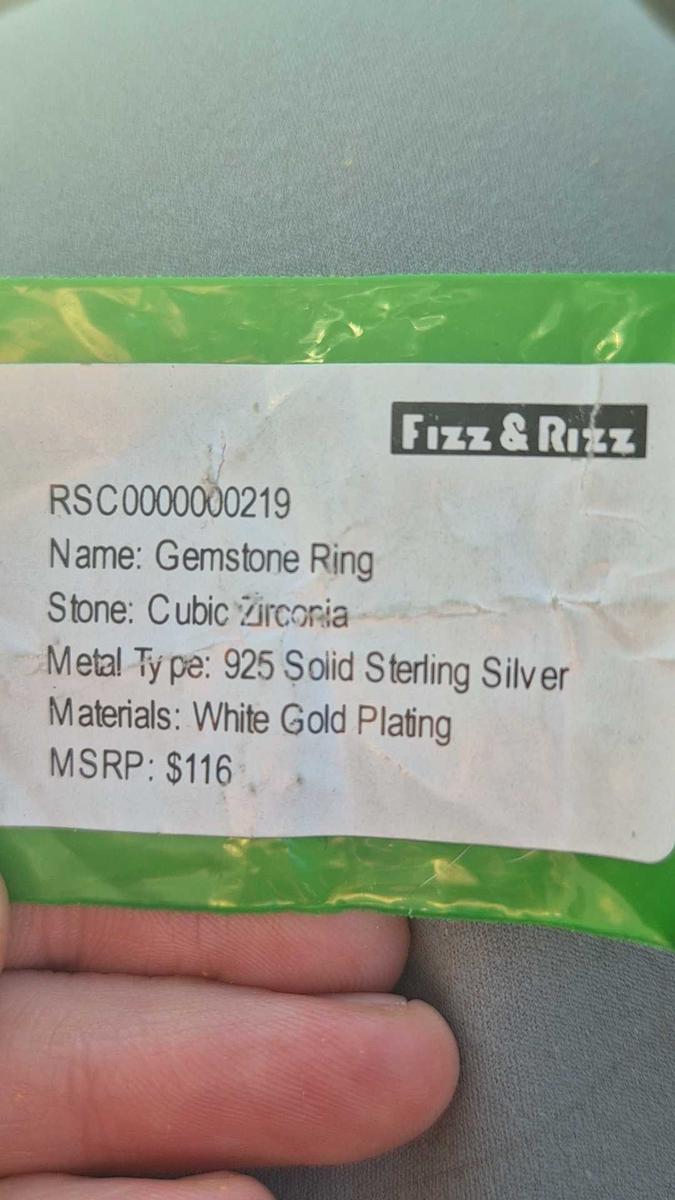 Fizz & Rizz
RSC0000000219
Name: Gemstone Ring
Stone: Cubic Zirconia
Metal Type: 925 Solid Sterling Silver
Materials: White Gold Plating
MSRP: $116